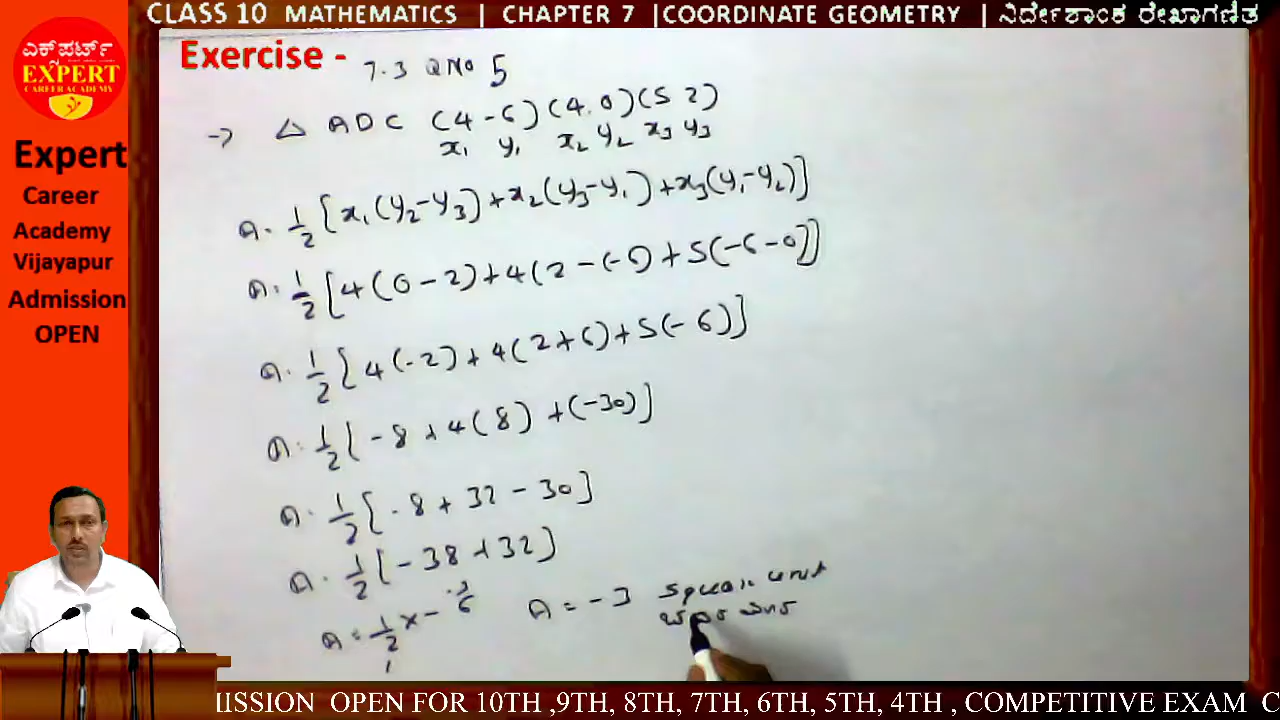 CLASS 10 MATHEMATICS | CHAPTER 7 |COORDINATE GEOMETRY | ನಿರ್ದೇಶಾಂಕ ರೇಖಾಗಣಿತ
ಎಕ್ಸ್‌ಪರ್ಟ್
EXPERT
CAREER ACADEMY
Expert
Career
Academy
Vijayapur
Admission
OPEN
Exercise - 7.3 QNo 5
→ △ ADC (4 -6) (4, 0) (5 2)
x₁ y₁ x₂ y₂ x₃ y₃
A = 1/2 [x₁(y₂-y₃)+x₂(y₃-y₁)+x₃(y₁-y₂)]
A = 1/2 [4(0-2)+4(2-(-6)+5(-6-0)]
A = 1/2 [4(-2)+4(2+6)+5(-6)]
A = 1/2 [-8+4(8)+(-30)]
A = 1/2 [-8+32-30]
A = 1/2 [-38+32]
A = 1/2 x -6 A = -3 square unit
MISSION OPEN FOR 10TH ,9TH, 8TH, 7TH, 6TH, 5TH, 4TH , COMPETITIVE EXAM C